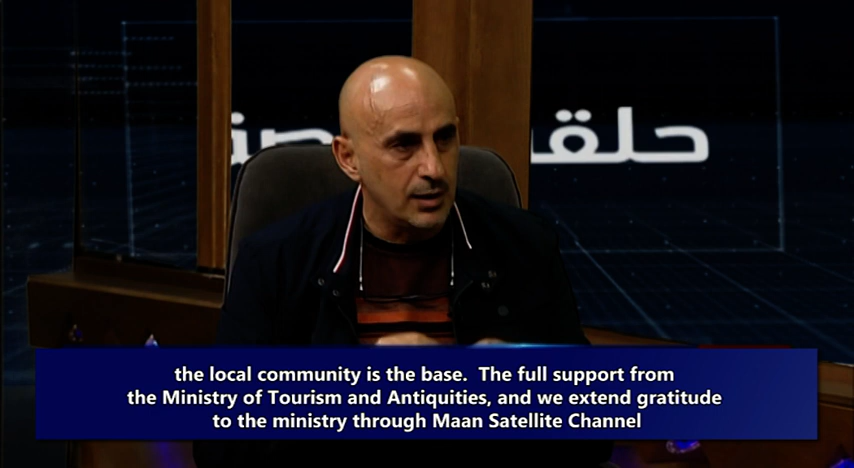 حلقة
the local community is the base.  The full support from
the Ministry of Tourism and Antiquities, and we extend gratitude
to the ministry through Maan Satellite Channel